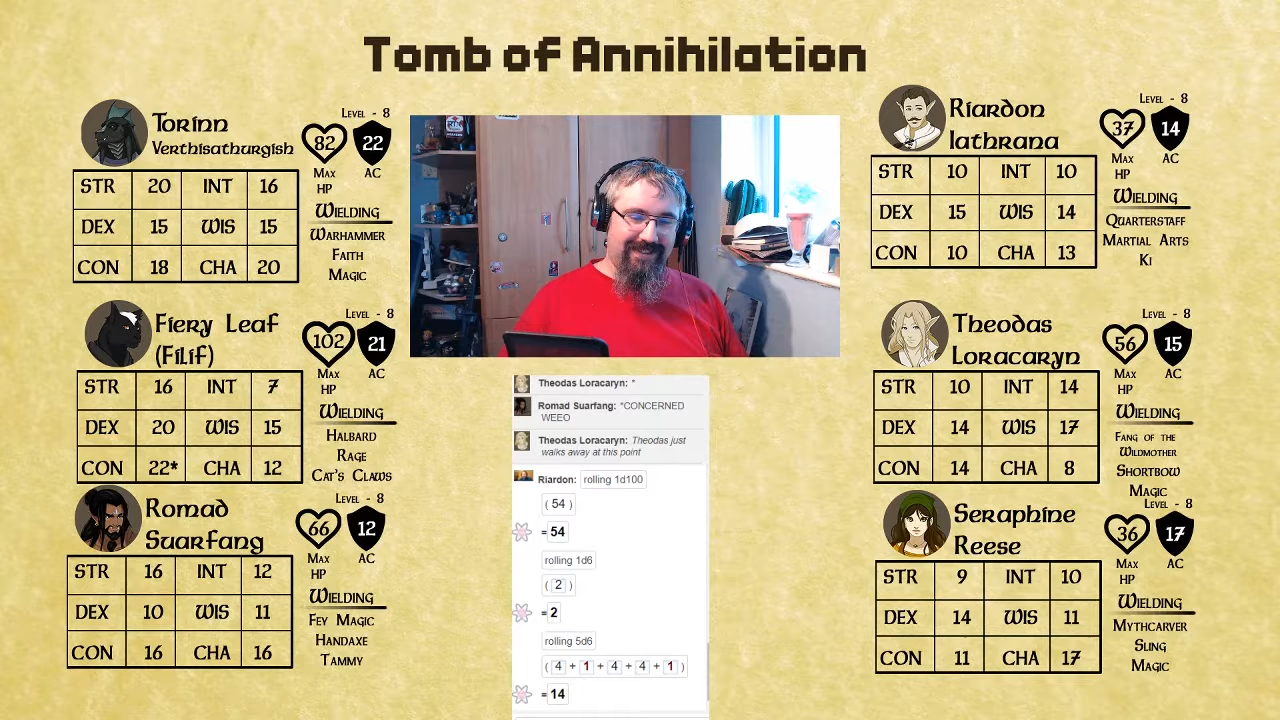 Tomb of Annihilation
Torinn
Verthisathurgish
Level - 8
82
22
Max HP
AC
STR 20 INT 16
DEX 15 WIS 15
CON 18 CHA 20
Wielding
Warhammer
Faith
Magic
Fiery Leaf
(Filif)
Level - 8
102
21
Max HP
AC
STR 16 INT 7
DEX 20 WIS 15
CON 22* CHA 12
Wielding
Halbard
Rage
Cat's Claws
Romad
Suarfang
Level - 8
66
12
Max HP
AC
STR 16 INT 12
DEX 10 WIS 11
CON 16 CHA 16
Wielding
Fey Magic
Handaxe
Tammy
Theodas Loracaryn: *
Romad Suarfang: *CONCERNED
WEEO
Theodas Loracaryn: Theodas just
walks away at this point
Riardon: rolling 1d100
( 54 )
= 54
rolling 1d6
( 2 )
= 2
rolling 5d6
( 4 + 1 + 4 + 4 + 1 )
= 14
Riardon
Iathrana
Level - 8
37
14
Max HP
AC
STR 10 INT 10
DEX 15 WIS 14
CON 10 CHA 13
Wielding
Quarterstaff
Martial Arts
Ki
Theodas
Loracaryn
Level - 8
56
15
Max HP
AC
STR 10 INT 14
DEX 14 WIS 17
CON 14 CHA 8
Wielding
Fang of the
Wildmother
Shortbow
Magic
Seraphine
Reese
Level - 8
36
17
Max HP
AC
STR 9 INT 10
DEX 14 WIS 11
CON 11 CHA 17
Wielding
Mythcarver
Sling
Magic